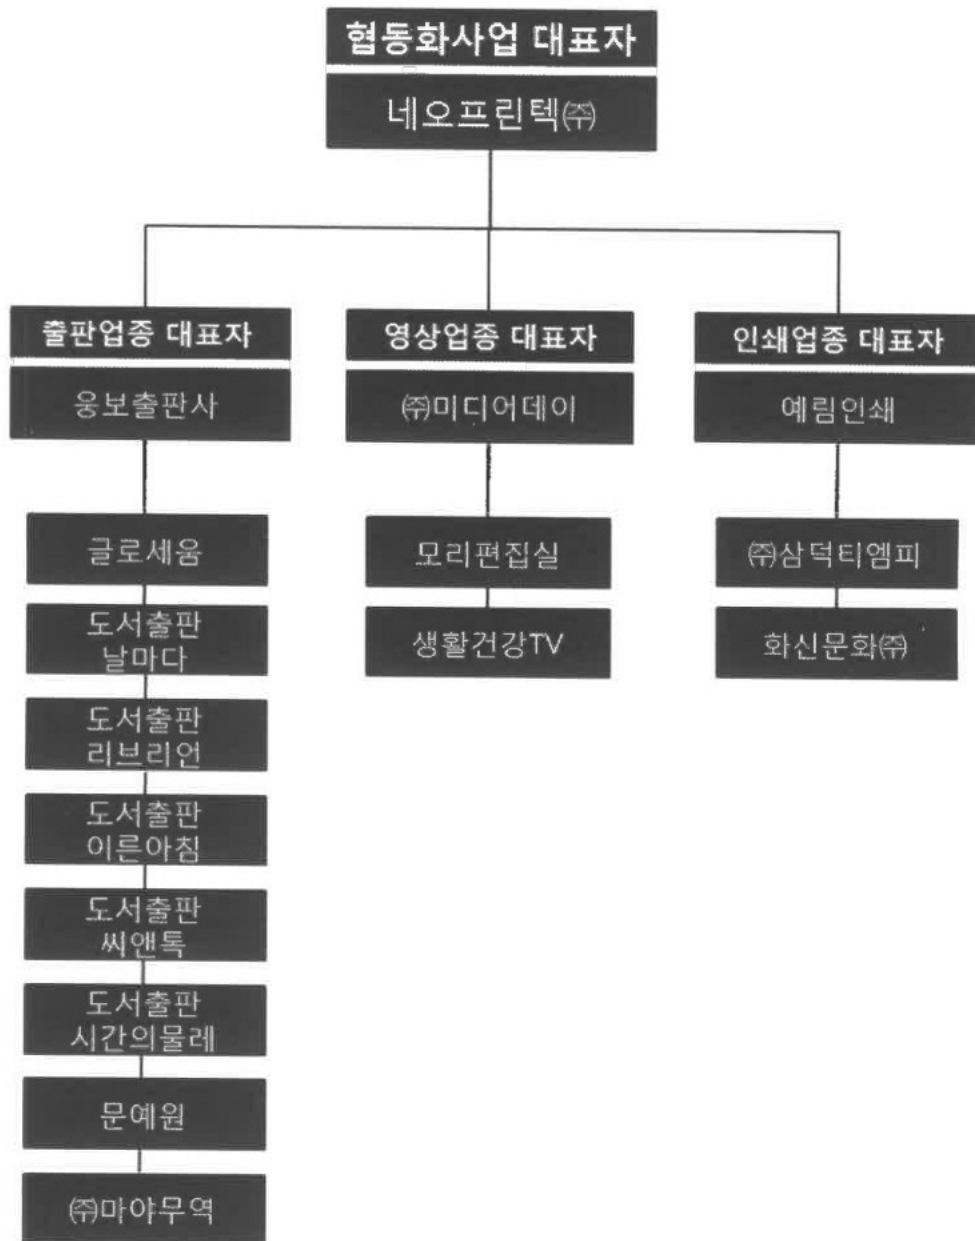 협동화사업 대표자
네오프린텍㈜
출판업종 대표자
웅보출판사
글로세움
도서출판
날마다
도서출판
리브리언
도서출판
이른아침
도서출판
씨앤톡
도서출판
시간의물레
문예원
㈜마야무역
영상업종 대표자
㈜미디어데이
모리편집실
생활건강TV
인쇄업종 대표자
예림인쇄
㈜삼덕티엠피
화신문화㈜